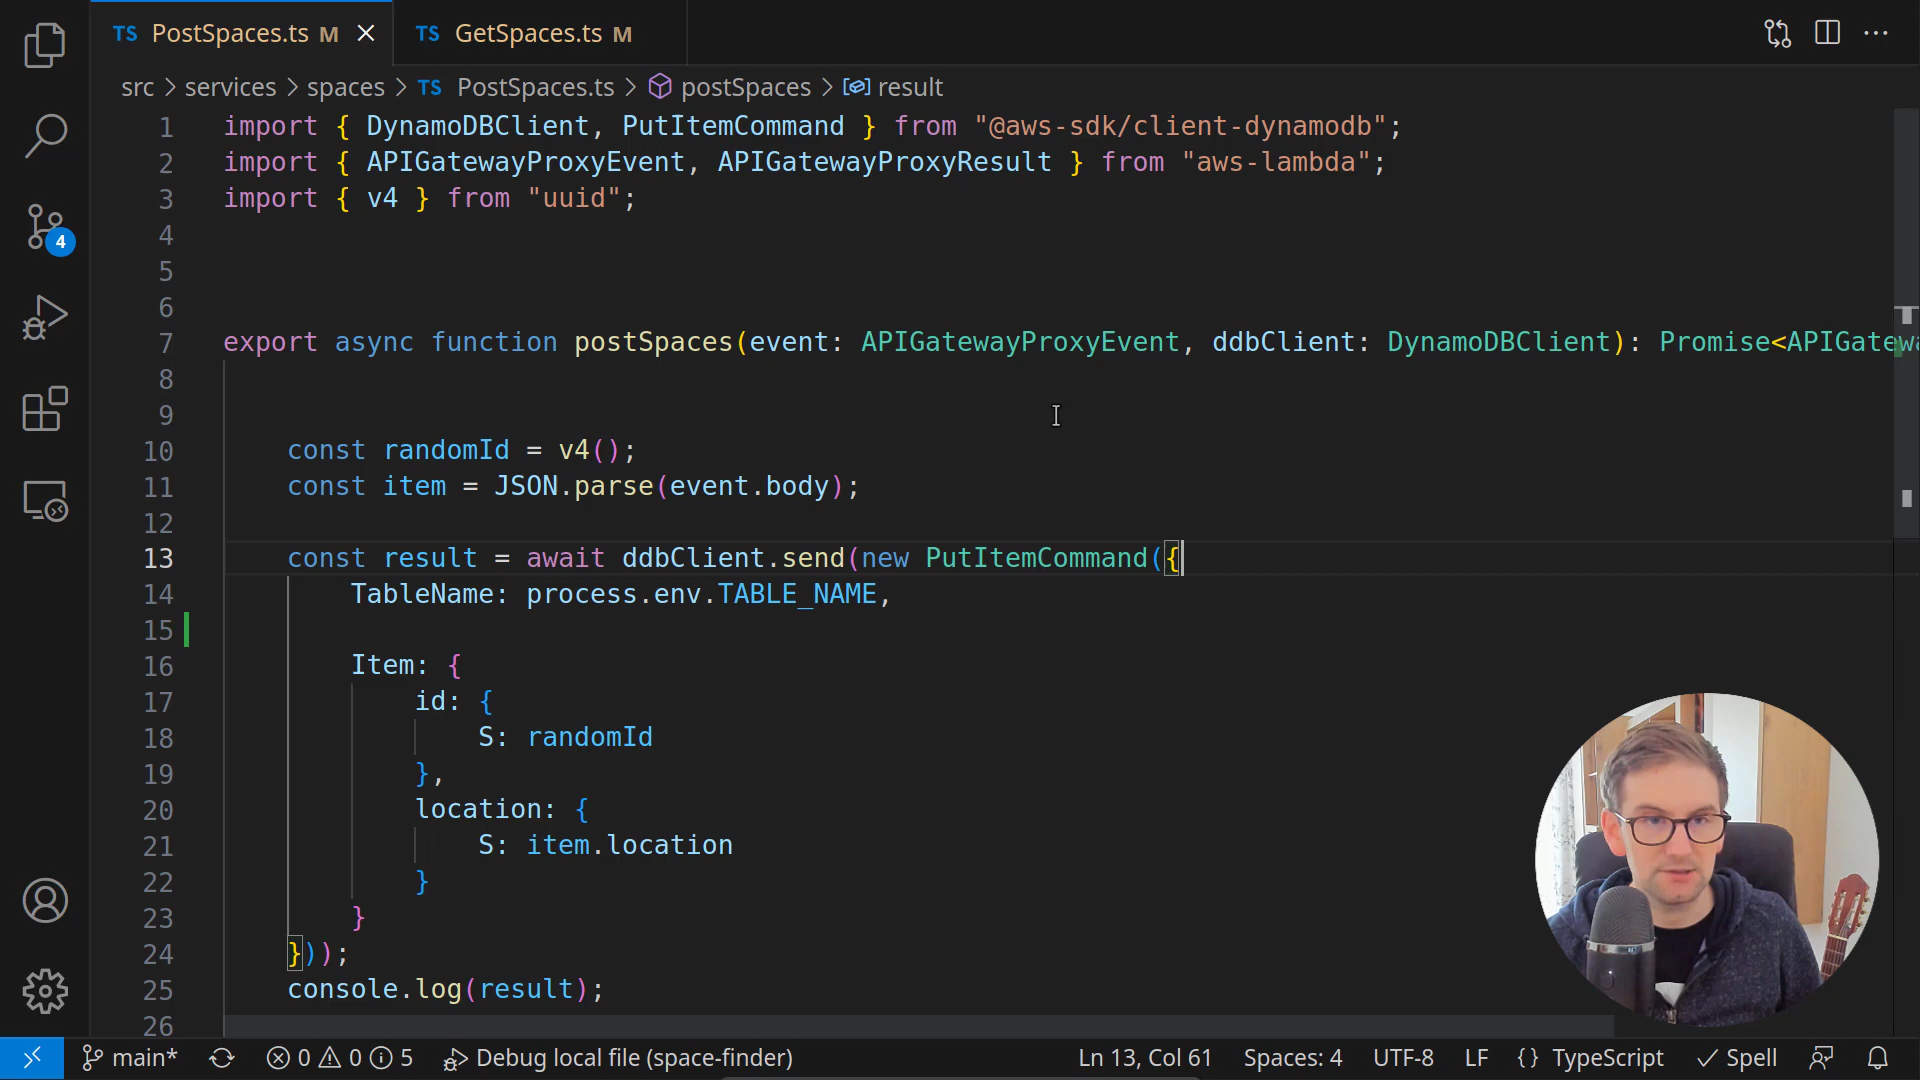 TS PostSpaces.ts M TS GetSpaces.ts M
src > services > spaces > TS PostSpaces.ts > postSpaces > result
1 import { DynamoDBClient, PutItemCommand } from "@aws-sdk/client-dynamodb";
2 import { APIGatewayProxyEvent, APIGatewayProxyResult } from "aws-lambda";
3 import { v4 } from "uuid";
4
5
6
7 export async function postSpaces(event: APIGatewayProxyEvent, ddbClient: DynamoDBClient): Promise<APIGatewa
8
9
10 const randomId = v4();
11 const item = JSON.parse(event.body);
12
13 const result = await ddbClient.send(new PutItemCommand({
14 TableName: process.env.TABLE_NAME,
15
16 Item: {
17 id: {
18 S: randomId
19 },
20 location: {
21 S: item.location
22 }
23 }
24 }));
25 console.log(result);
26
4
main* 0 0 5 Debug local file (space-finder) Ln 13, Col 61 Spaces: 4 UTF-8 LF {} TypeScript Spell